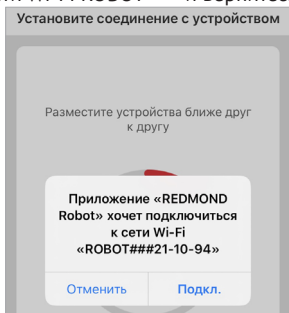 Установите соединение с устройством
Разместите устройства ближе друг
к другу
Приложение «REDMOND
Robot» хочет подключиться
к сети Wi-Fi
«ROBOT###21-10-94»
Отменить Подкл.